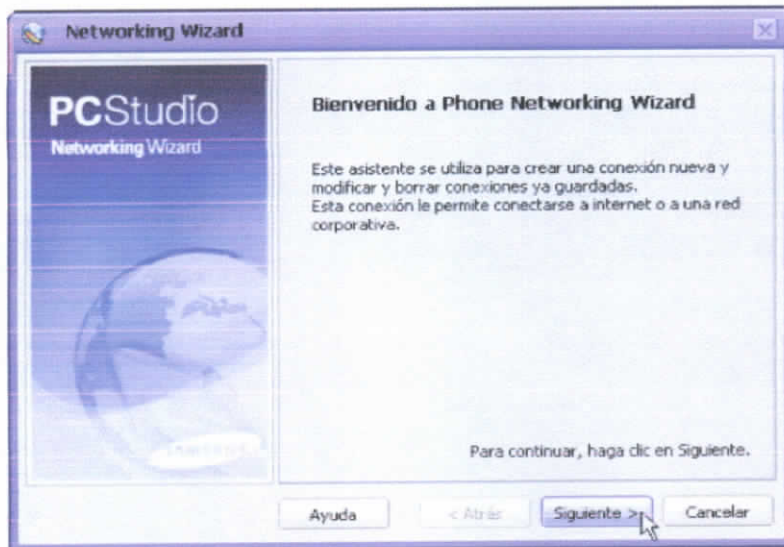 Networking Wizard
PCStudio
Networking Wizard
Bienvenido a Phone Networking Wizard
Este asistente se utiliza para crear una conexión nueva y
modificar y borrar conexiones ya guardadas.
Esta conexión le permite conectarse a internet o a una red
corporativa.
Para continuar, haga clic en Siguiente.
Ayuda
< Atrás
Siguiente >
Cancelar